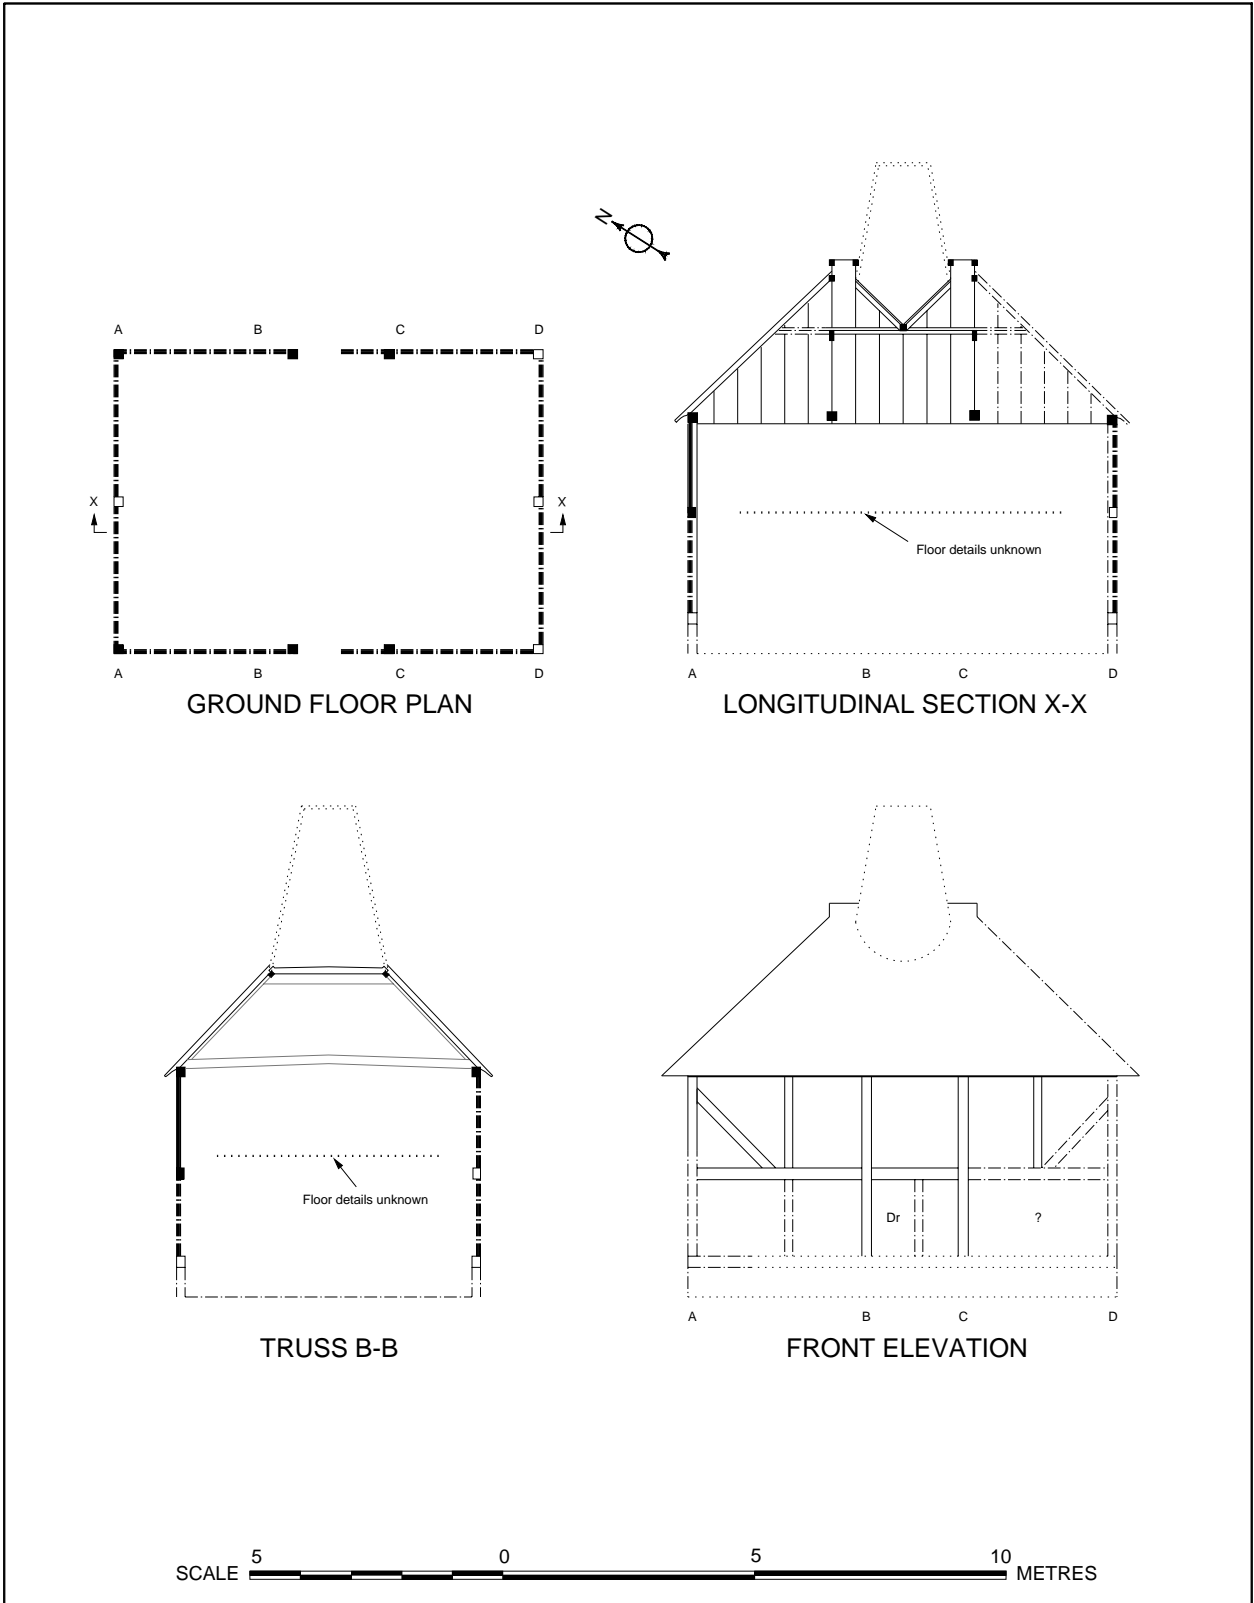 N
A B C D
X X
A B C D
GROUND FLOOR PLAN
Floor details unknown
A B C D
LONGITUDINAL SECTION X-X
Floor details unknown
TRUSS B-B
Dr ?
A B C D
FRONT ELEVATION
SCALE 5 0 5 10 METRES